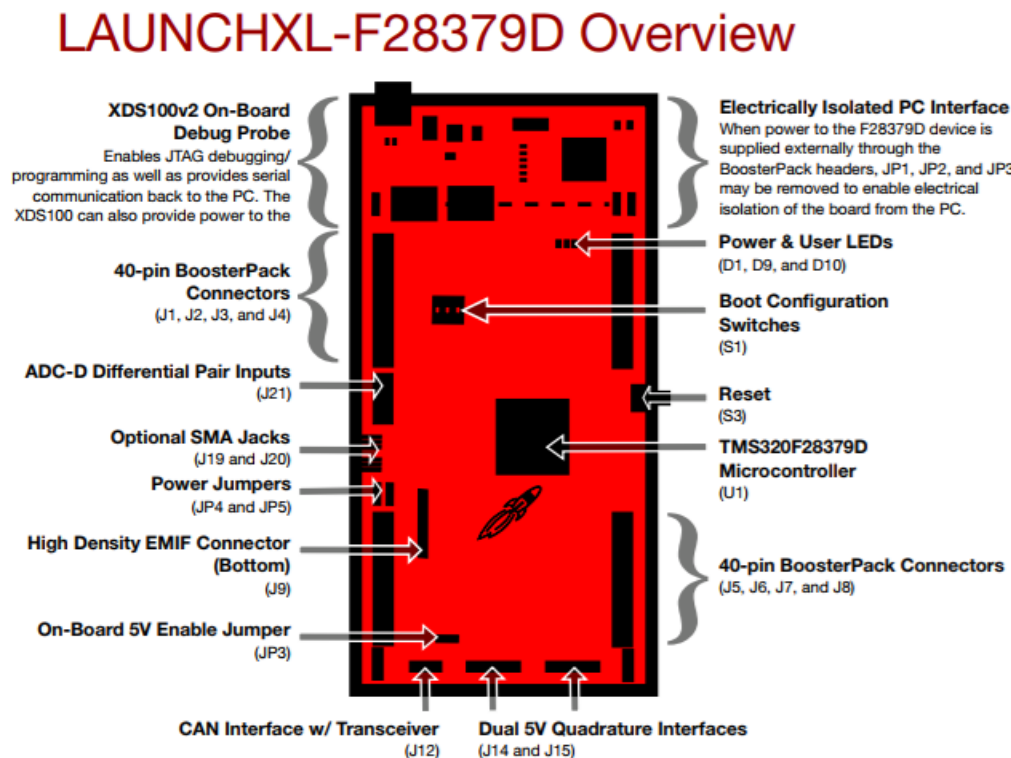 LAUNCHXL-F28379D Overview
XDS100v2 On-Board
Debug Probe
Enables JTAG debugging/
programming as well as provides serial
communication back to the PC. The
XDS100 can also provide power to the
40-pin BoosterPack
Connectors
(J1, J2, J3, and J4)
ADC-D Differential Pair Inputs
(J21)
Optional SMA Jacks
(J19 and J20)
Power Jumpers
(JP4 and JP5)
High Density EMIF Connector
(Bottom)
(J9)
On-Board 5V Enable Jumper
(JP3)
CAN Interface w/ Transceiver
(J12)
Dual 5V Quadrature Interfaces
(J14 and J15)
Electrically Isolated PC Interface
When power to the F28379D device is
supplied externally through the
BoosterPack headers, JP1, JP2, and JP3
may be removed to enable electrical
isolation of the board from the PC.
Power & User LEDs
(D1, D9, and D10)
Boot Configuration
Switches
(S1)
Reset
(S3)
TMS320F28379D
Microcontroller
(U1)
40-pin BoosterPack Connectors
(J5, J6, J7, and J8)